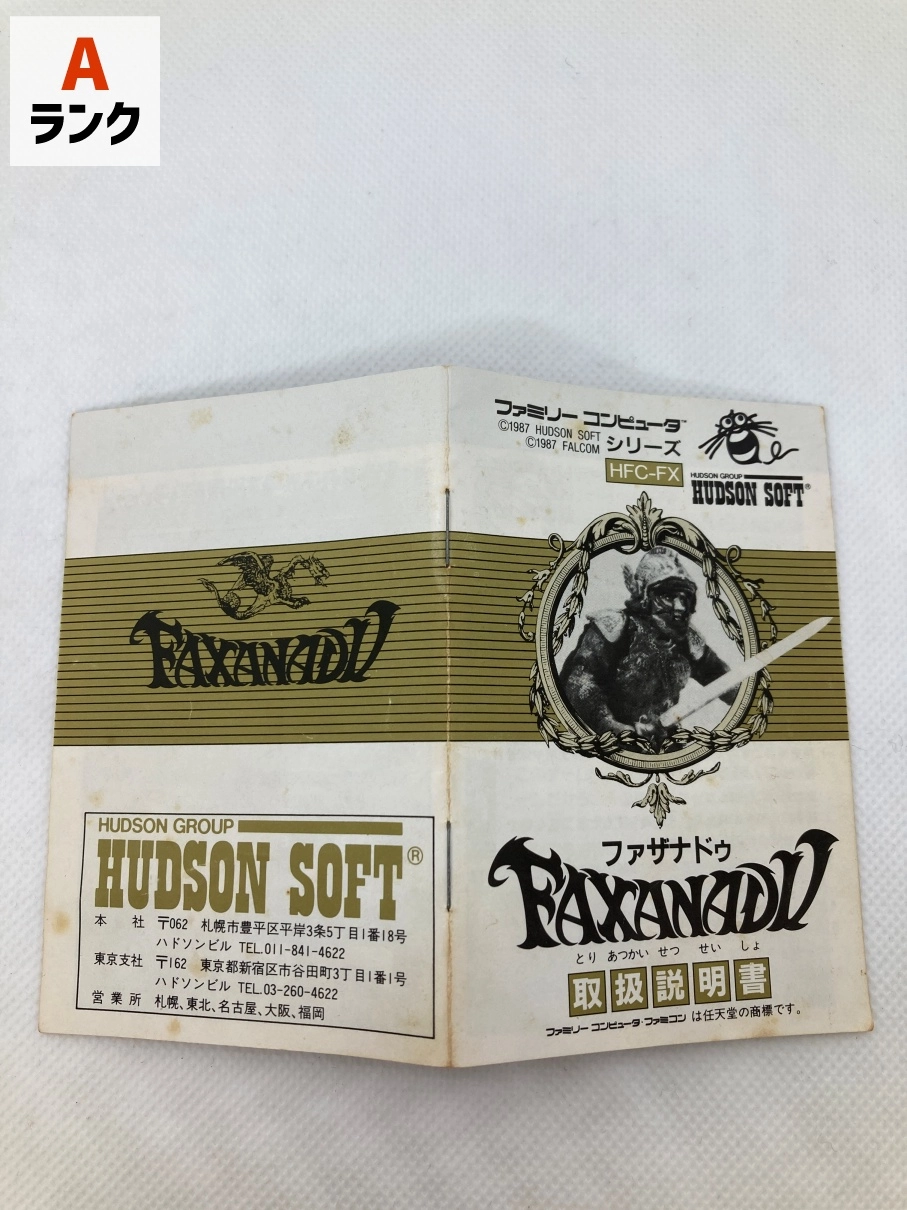 A
ランク
ファミリー コンピュータ™
©1987 HUDSON SOFT
©1987 FALCOM
シリーズ
HFC-FX
HUDSON GROUP
HUDSON SOFT®
ファザナドゥ
FAXANADU
とり あつかい せつ せい しょ
取扱説明書
ファミリー コンピュータ・ファミコン は任天堂の商標です。
FAXANADU
HUDSON GROUP
HUDSON SOFT®
本 社 〒062 札幌市豊平区平岸3条5丁目1番18号
ハドソンビル TEL.011-841-4622
東京支社 〒162 東京都新宿区市谷田町3丁目1番1号
ハドソンビル TEL.03-260-4622
営業所 札幌、東北、名古屋、大阪、福岡